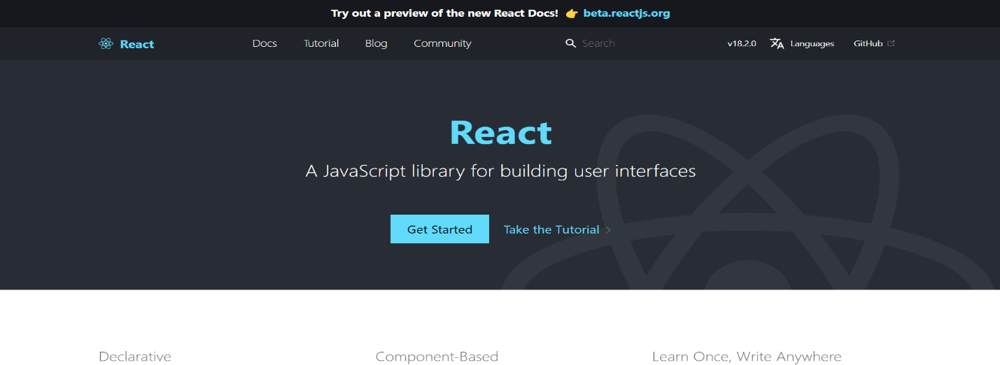 Try out a preview of the new React Docs! 👉 beta.reactjs.org
React Docs Tutorial Blog Community Search v18.2.0 Languages GitHub
React
A JavaScript library for building user interfaces
Get Started Take the Tutorial >
Declarative Component-Based Learn Once, Write Anywhere